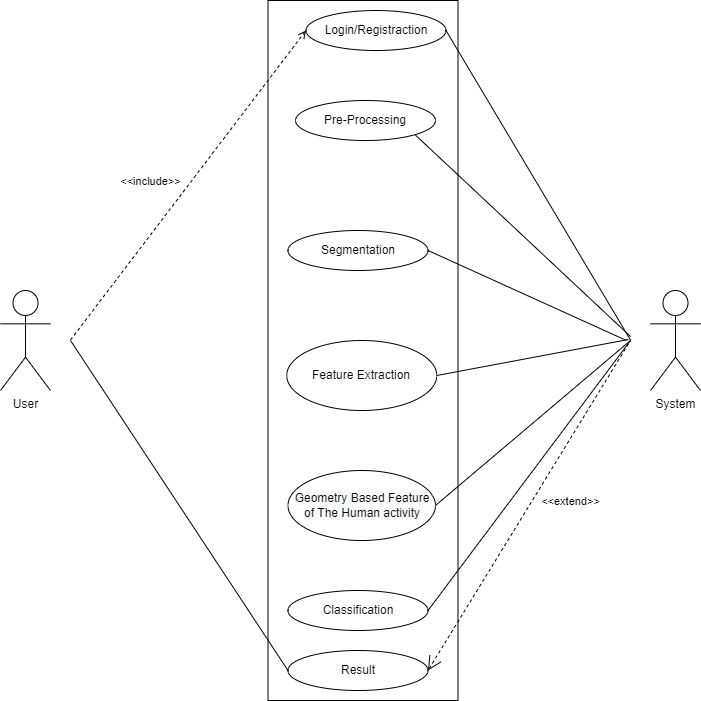 Login/Registraction
Pre-Processing
<<include>>
Segmentation
Feature Extraction
User
System
Geometry Based Feature
of The Human activity
<<extend>>
Classification
Result